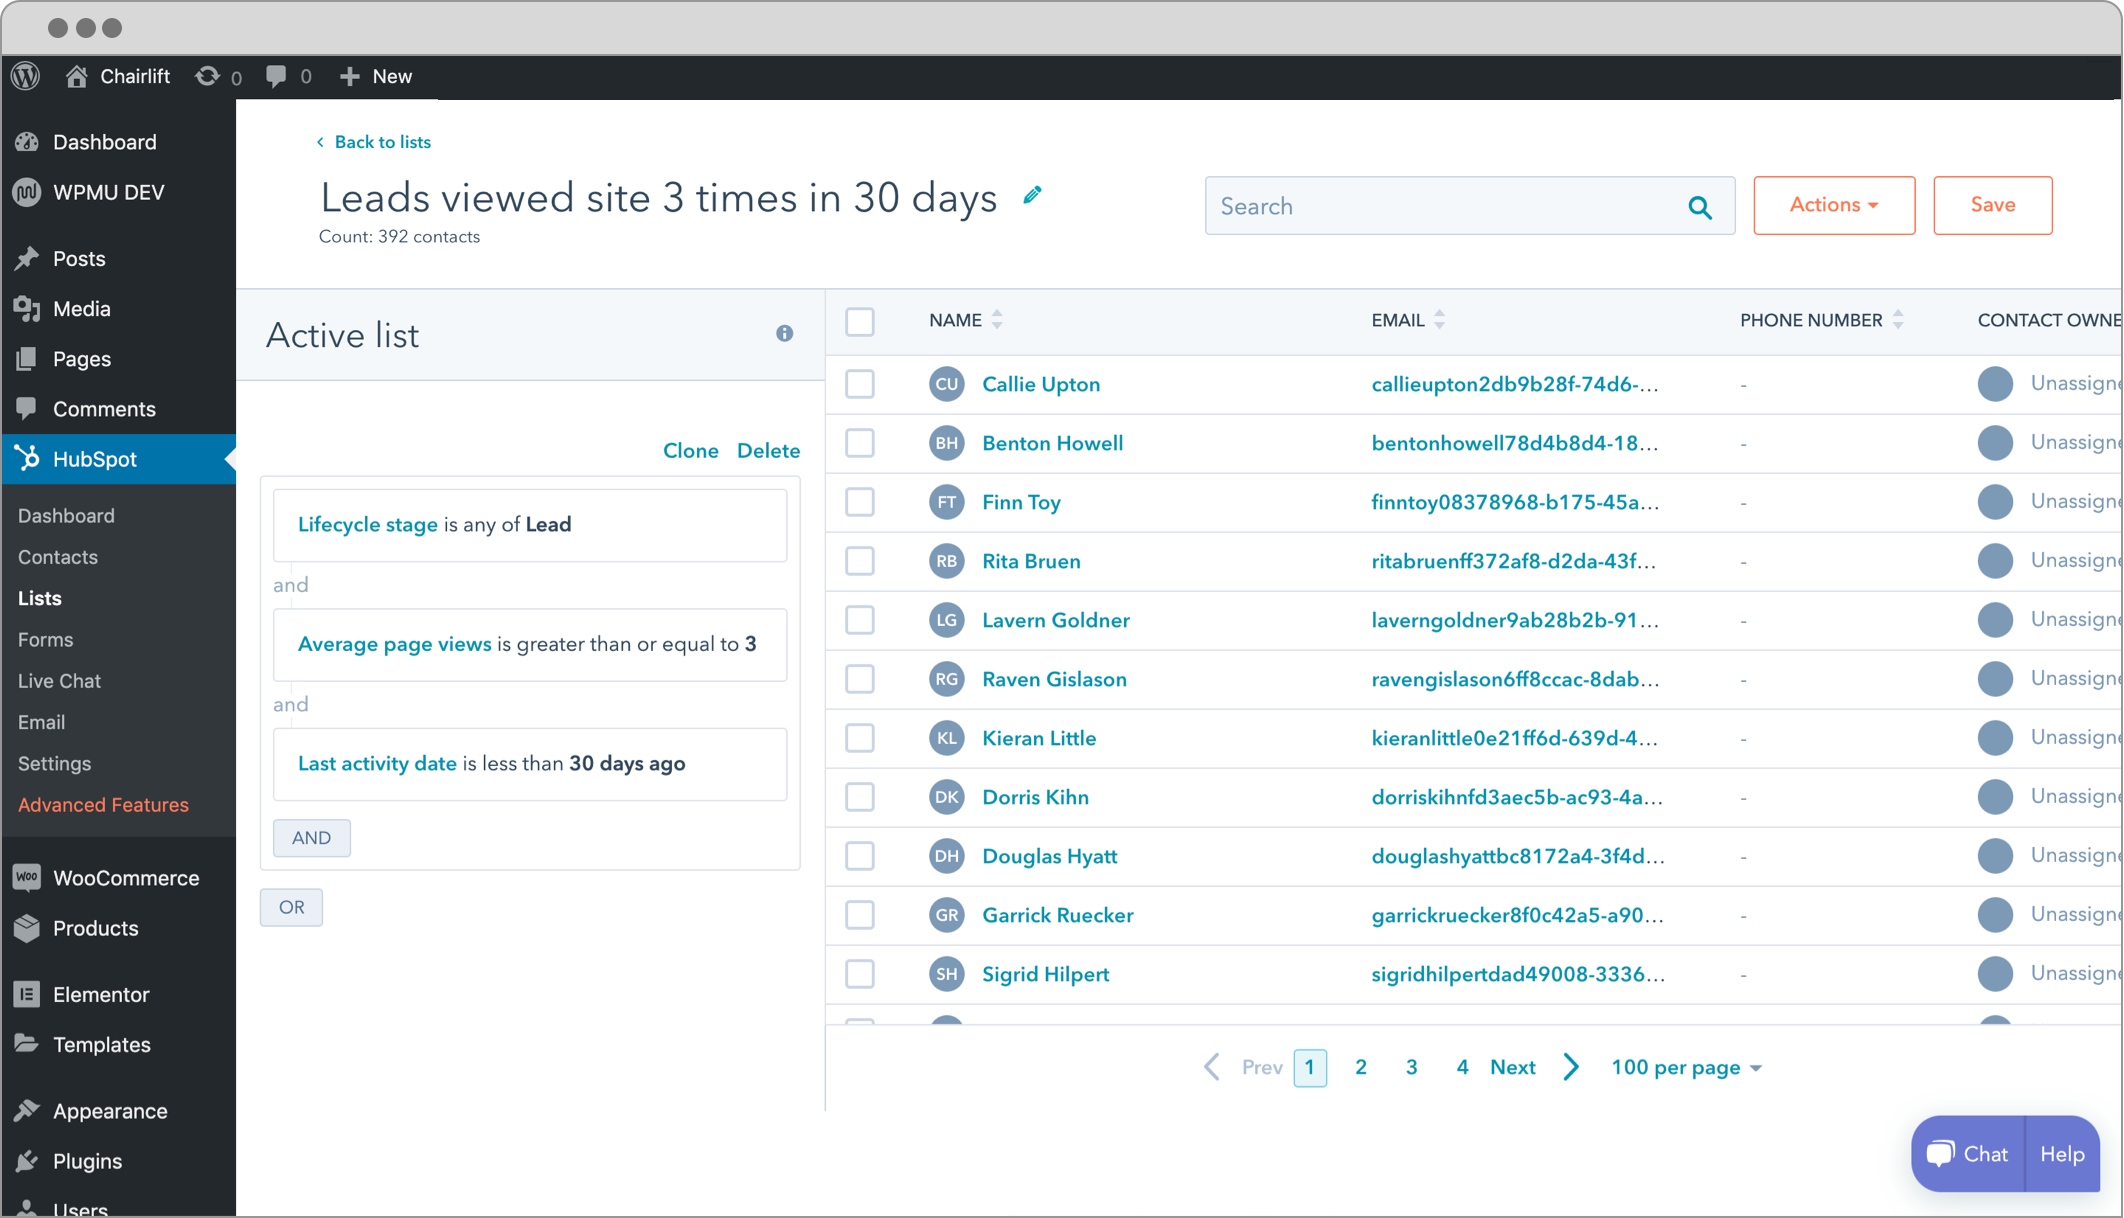 Chairlift 0 0 New
Dashboard
WPMU DEV
Posts
Media
Pages
Comments
HubSpot
Dashboard
Contacts
Lists
Forms
Live Chat
Email
Settings
Advanced Features
WooCommerce
Products
Elementor
Templates
Appearance
Plugins
Users
Back to lists
Leads viewed site 3 times in 30 days
Count: 392 contacts
Search
Actions
Save
Active list
Clone Delete
Lifecycle stage is any of Lead
and
Average page views is greater than or equal to 3
and
Last activity date is less than 30 days ago
AND
OR
NAME EMAIL PHONE NUMBER CONTACT OWNE
CU Callie Upton callieupton2db9b28f-74d6-... - Unassigne
BH Benton Howell bentonhowell78d4b8d4-18... - Unassigne
FT Finn Toy finntoy08378968-b175-45a... - Unassigne
RB Rita Bruen ritabruenff372af8-d2da-43f... - Unassigne
LG Lavern Goldner laverngoldner9ab28b2b-91... - Unassigne
RG Raven Gislason ravengislason6ff8ccac-8dab... - Unassigne
KL Kieran Little kieranlittle0e21ff6d-639d-4... - Unassigne
DK Dorris Kihn dorriskihnfd3aec5b-ac93-4a... - Unassigne
DH Douglas Hyatt douglashyattbc8172a4-3f4d... - Unassigne
GR Garrick Ruecker garrickruecker8f0c42a5-a90... - Unassigne
SH Sigrid Hilpert sigridhilpertdad49008-3336... - Unassigne
Prev 1 2 3 4 Next 100 per page
Chat Help